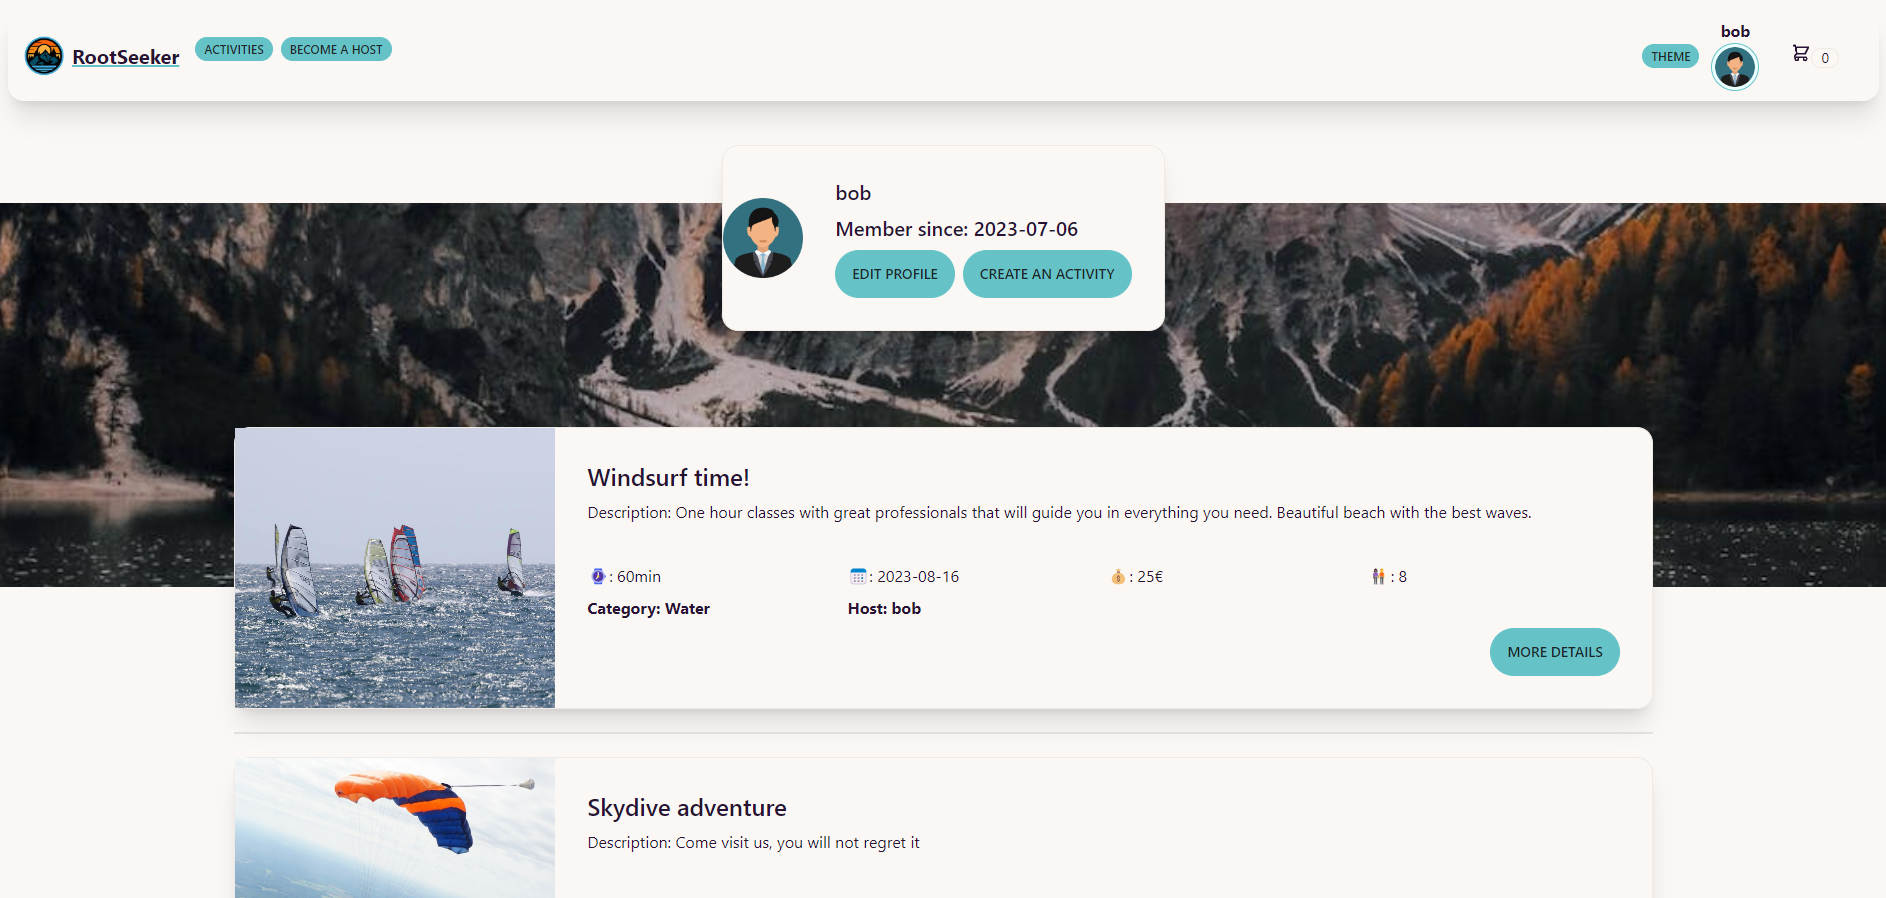 RootSeeker
ACTIVITIES
BECOME A HOST
THEME
bob
0
bob
Member since: 2023-07-06
EDIT PROFILE
CREATE AN ACTIVITY
Windsurf time!
Description: One hour classes with great professionals that will guide you in everything you need. Beautiful beach with the best waves.
: 60min
: 2023-08-16
: 25€
: 8
Category: Water
Host: bob
MORE DETAILS
Skydive adventure
Description: Come visit us, you will not regret it